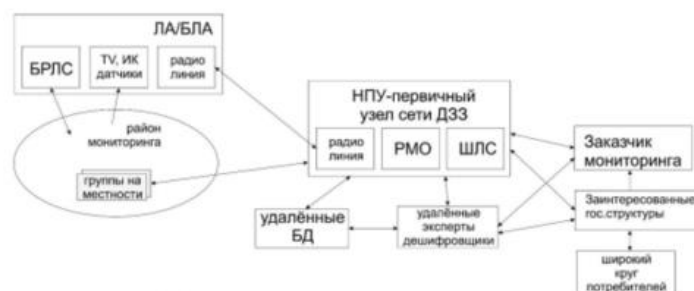 ЛА/БЛА
БРЛС
TV, ИК
датчики
радио
линия
район
мониторинга
группы на
местности
НПУ-первичный
узел сети ДЗЗ
радио
линия
РМО
ШЛС
удалённые
БД
удалённые
эксперты
дешифровщики
Заказчик
мониторинга
Заинтересованные
гос.структуры
широкий
круг
потребителей